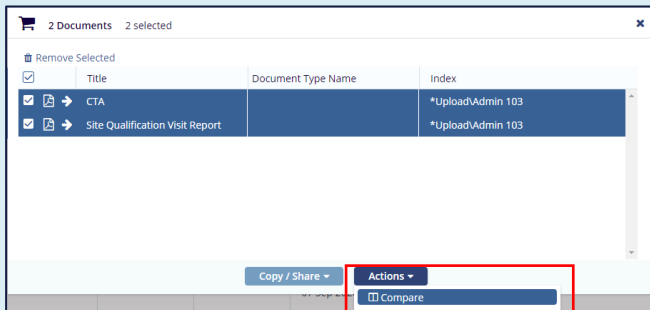 2 Documents 2 selected
Remove Selected
Title Document Type Name Index
CTA *Upload\Admin 103
Site Qualification Visit Report *Upload\Admin 103
Copy / Share Actions
Compare